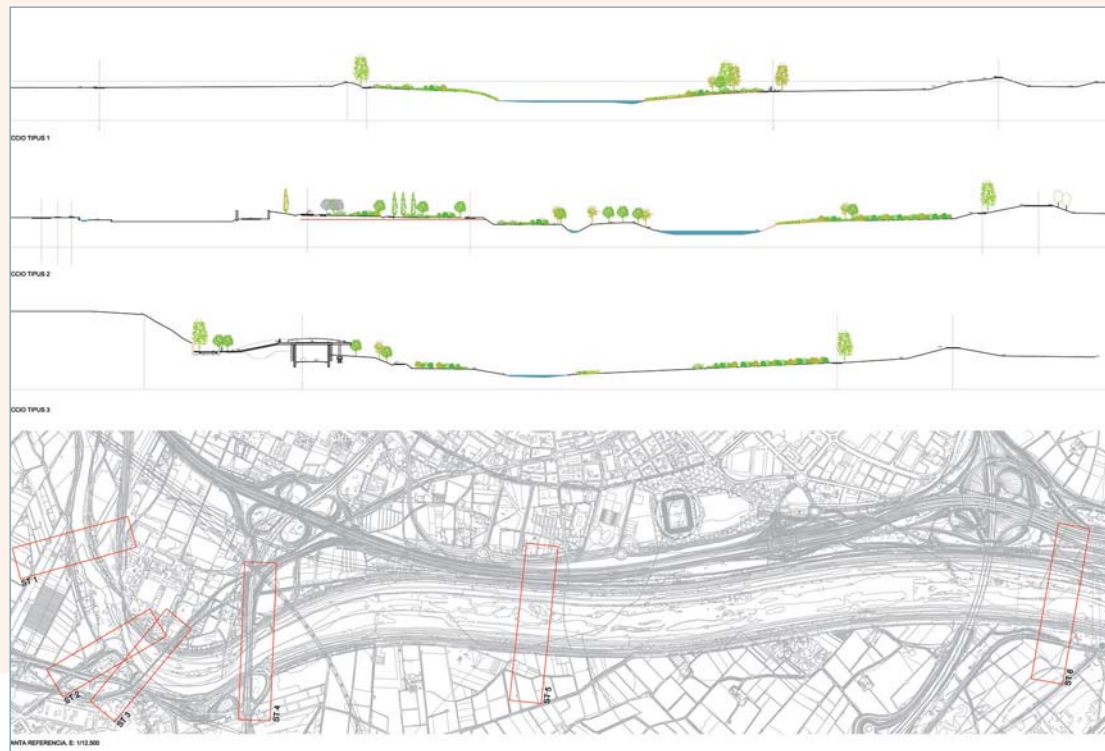 CCIO TIPUS 1
CCIO TIPUS 2
CCIO TIPUS 3
ST 1
ST 2
ST 3
ST 4
ST 5
ST 6
ANTA REFERENCIA, E: 1/12.500